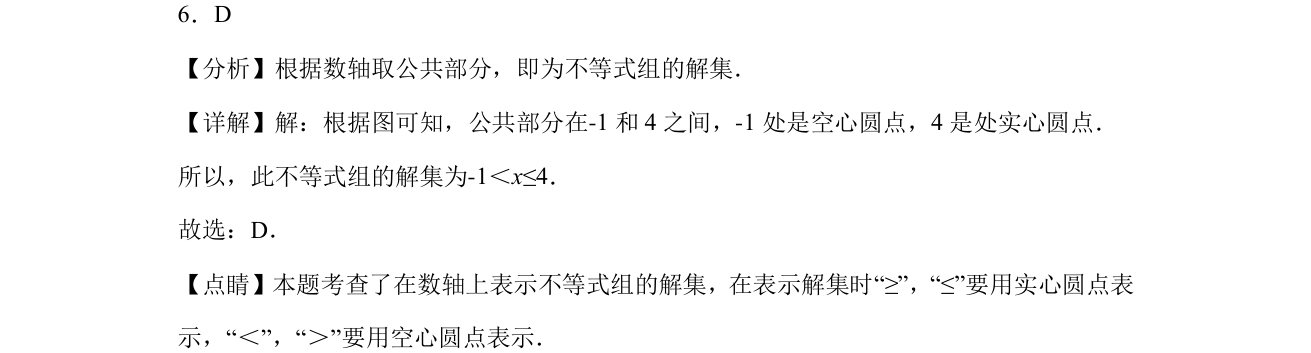 6．D
【分析】根据数轴取公共部分，即为不等式组的解集．
【详解】解：根据图可知，公共部分在-1 和 4 之间，-1 处是空心圆点，4 是处实心圆点．
所以，此不等式组的解集为-1＜x≤4．
故选：D．
【点睛】本题考查了在数轴上表示不等式组的解集，在表示解集时“≥”，“≤”要用实心圆点表
示，“＜”，“＞”要用空心圆点表示．